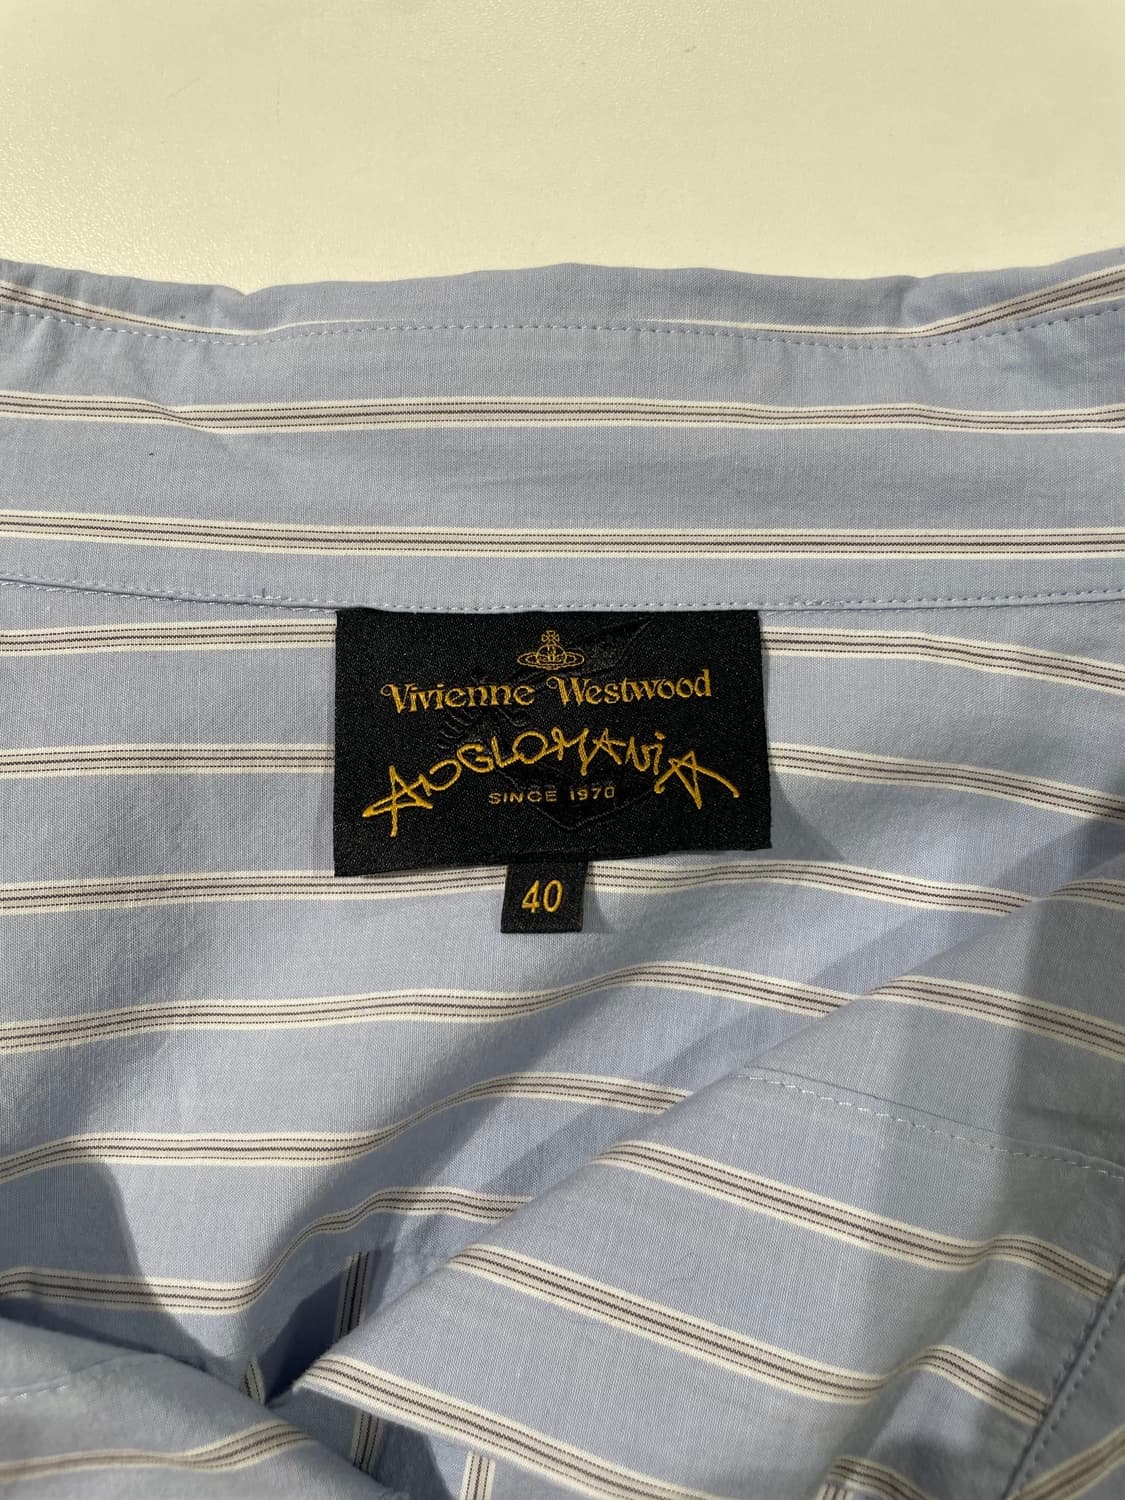 Vivienne Westwood
ANGLOMANIA
SINCE 1970
40